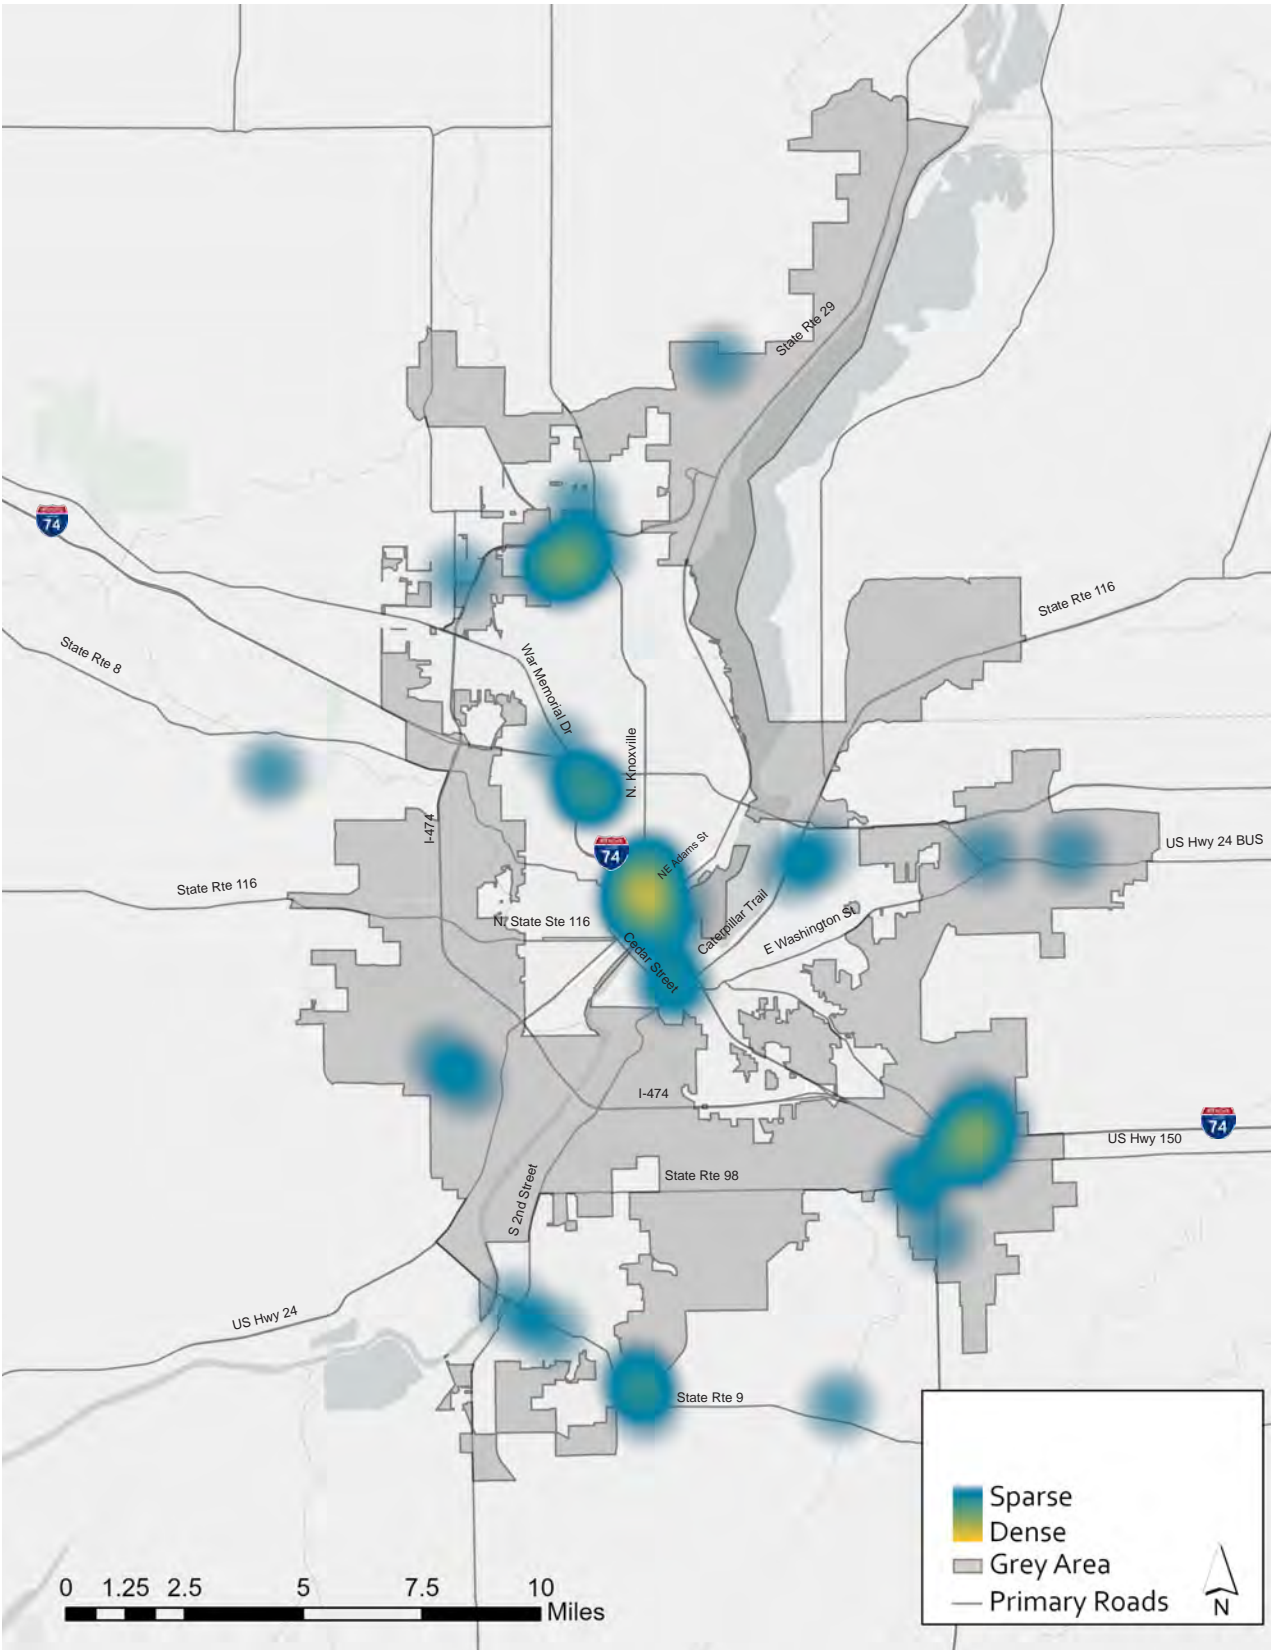 State Rte 29
74
State Rte 116
State Rte 8
War Memorial Dr
N. Knoxville
I-474
NE Adams St
74
US Hwy 24 BUS
State Rte 116
Caterpillar Trail
N. State Ste 116
E Washington St
Cedar Street
I-474
74
US Hwy 150
State Rte 98
S 2nd Street
US Hwy 24
State Rte 9
Sparse
Dense
Grey Area
Primary Roads
N
0 1.25 2.5 5 7.5 10
Miles